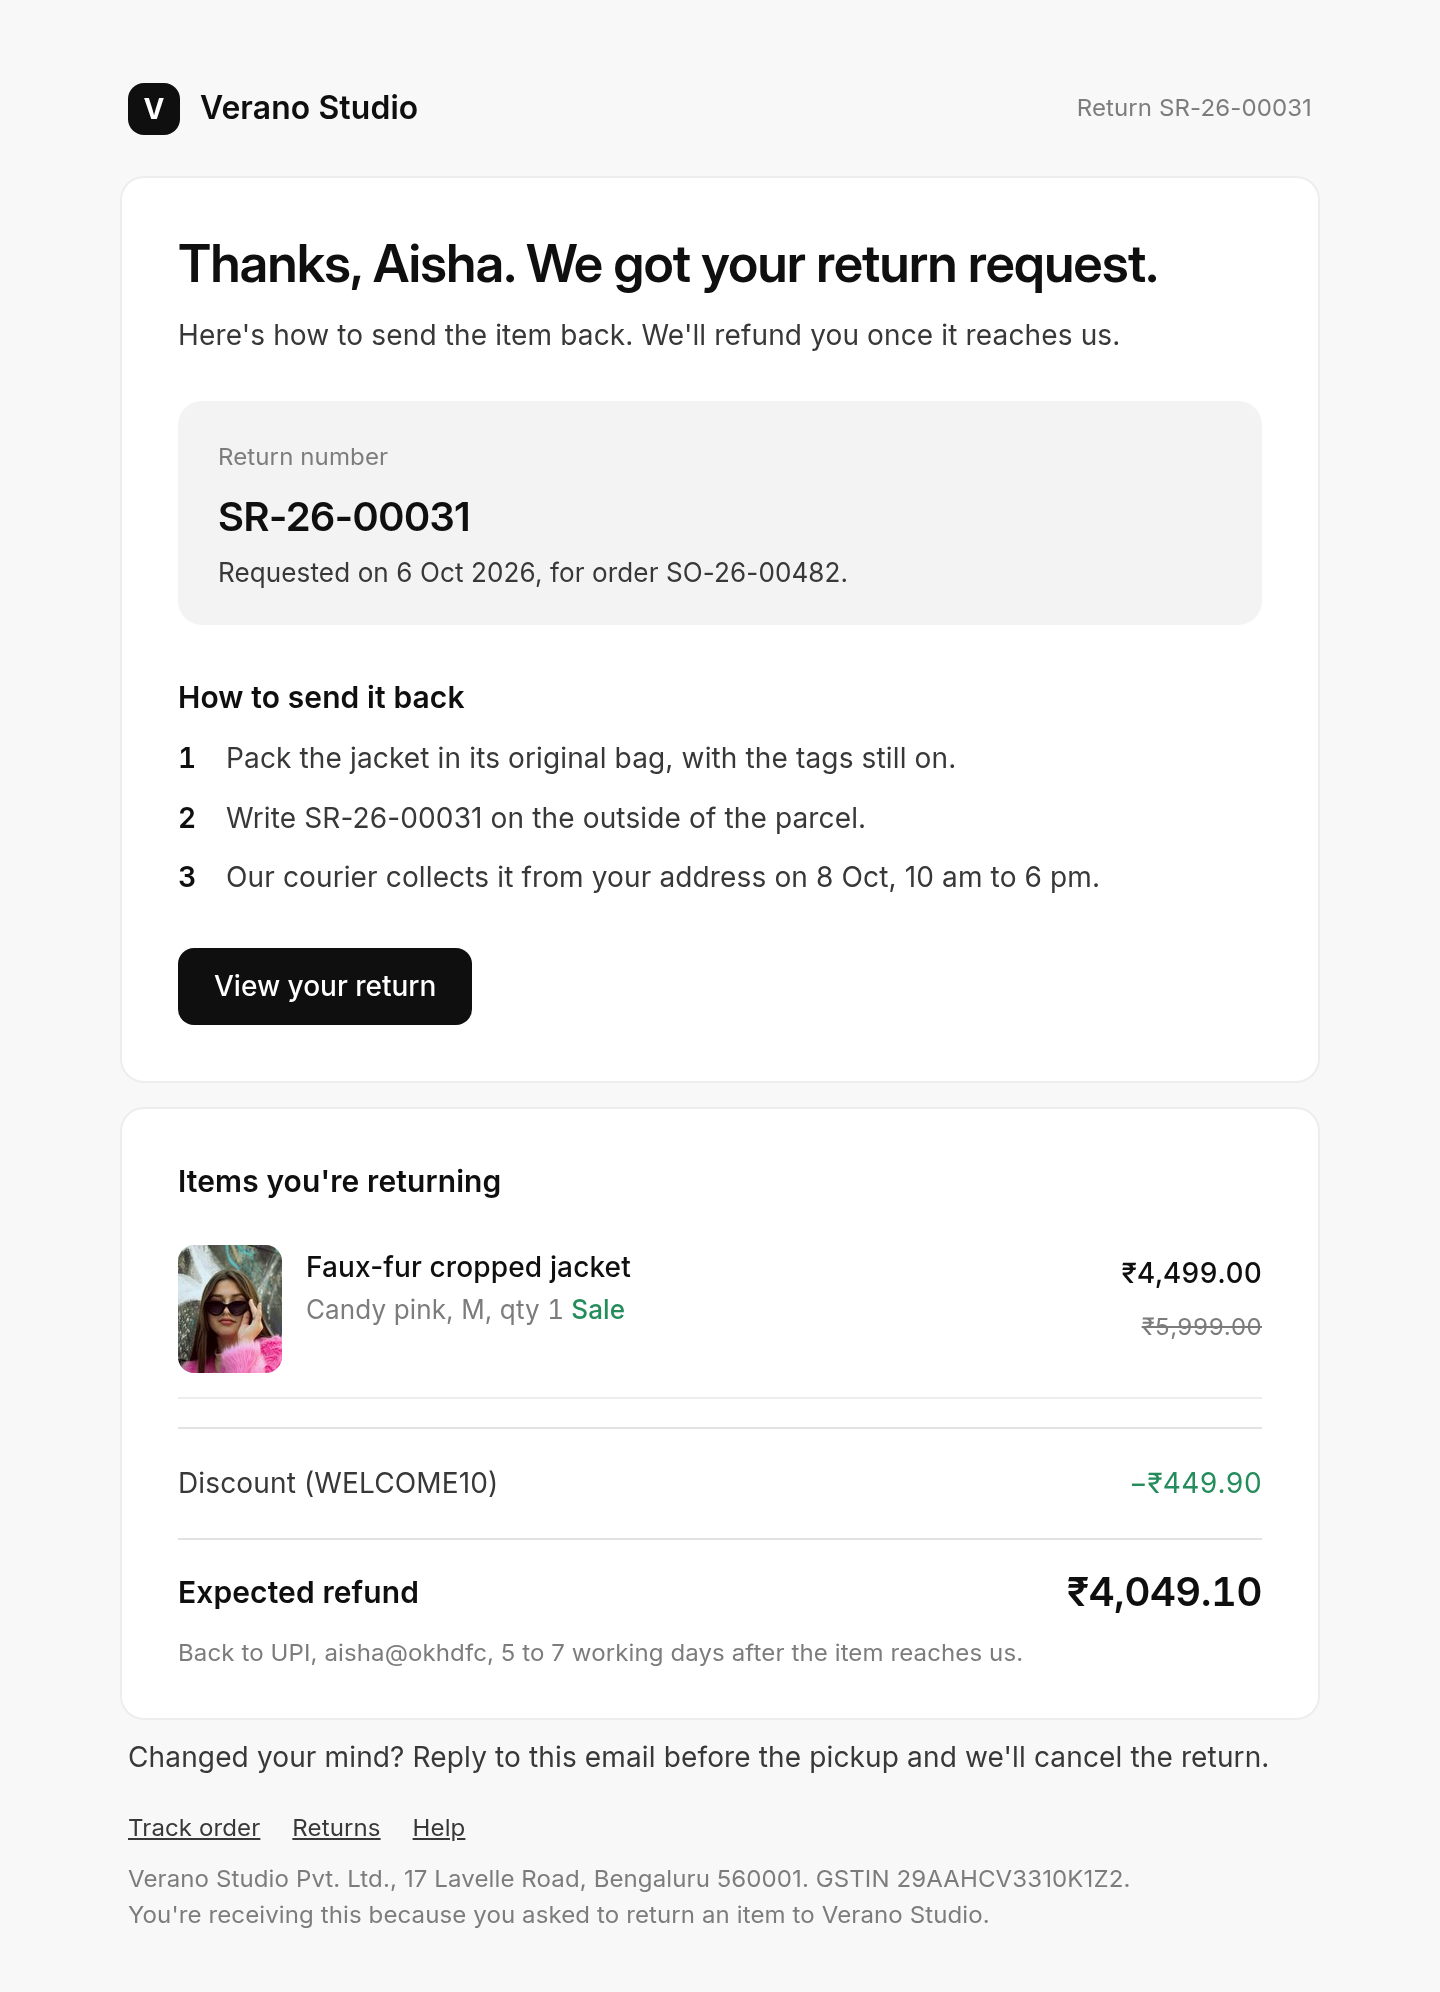 V Verano Studio
Return SR-26-00031
Thanks, Aisha. We got your return request.
Here's how to send the item back. We'll refund you once it reaches us.
Return number
SR-26-00031
Requested on 6 Oct 2026, for order SO-26-00482.
How to send it back
1 Pack the jacket in its original bag, with the tags still on.
2 Write SR-26-00031 on the outside of the parcel.
3 Our courier collects it from your address on 8 Oct, 10 am to 6 pm.
View your return
Items you're returning
Faux-fur cropped jacket ₹4,499.00
Candy pink, M, qty 1 Sale ₹5,999.00
Discount (WELCOME10) −₹449.90
Expected refund ₹4,049.10
Back to UPI, aisha@okhdfc, 5 to 7 working days after the item reaches us.
Changed your mind? Reply to this email before the pickup and we'll cancel the return.
Track order Returns Help
Verano Studio Pvt. Ltd., 17 Lavelle Road, Bengaluru 560001. GSTIN 29AAHCV3310K1Z2.
You're receiving this because you asked to return an item to Verano Studio.